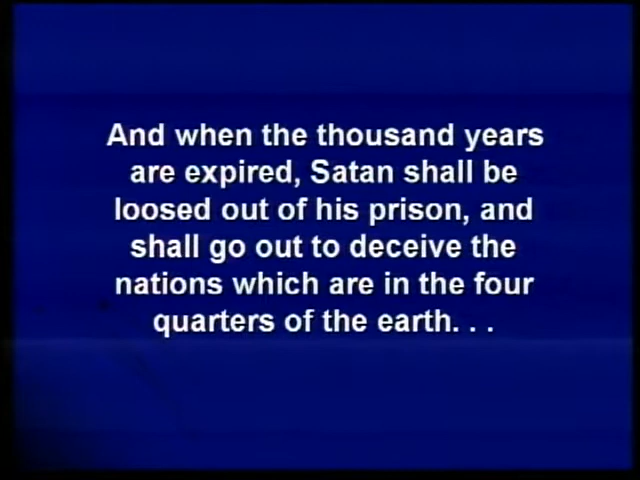 And when the thousand years
are expired, Satan shall be
loosed out of his prison, and
shall go out to deceive the
nations which are in the four
quarters of the earth. . .